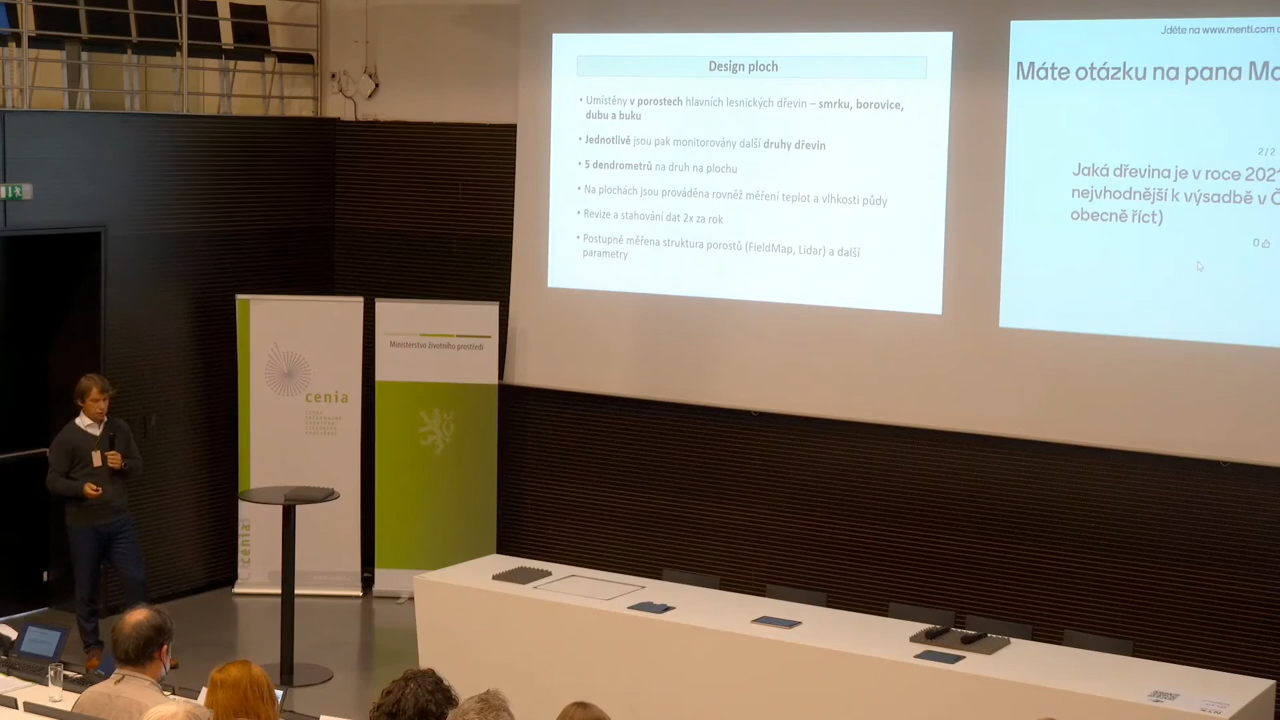 Design ploch
• Umístěny v porostech hlavních lesnických dřevin – smrku, borovice,
dubu a buku
• Jednotlivě jsou pak monitorovány další druhy dřevin
• 5 dendrometrů na druh na plochu
• Na plochách jsou prováděna rovněž měření teplot a vlhkosti půdy
• Revize a stahování dat 2x za rok
• Postupně měřena struktura porostů (FieldMap, Lidar) a další
parametry
Jděte na www.menti.com
Máte otázku na pana
2/2
Jaká dřevina je v roce 2021
nejvhodnější k výsadbě v
obecně říct)
0
cenia
Ministerstvo životního prostředí
cenia